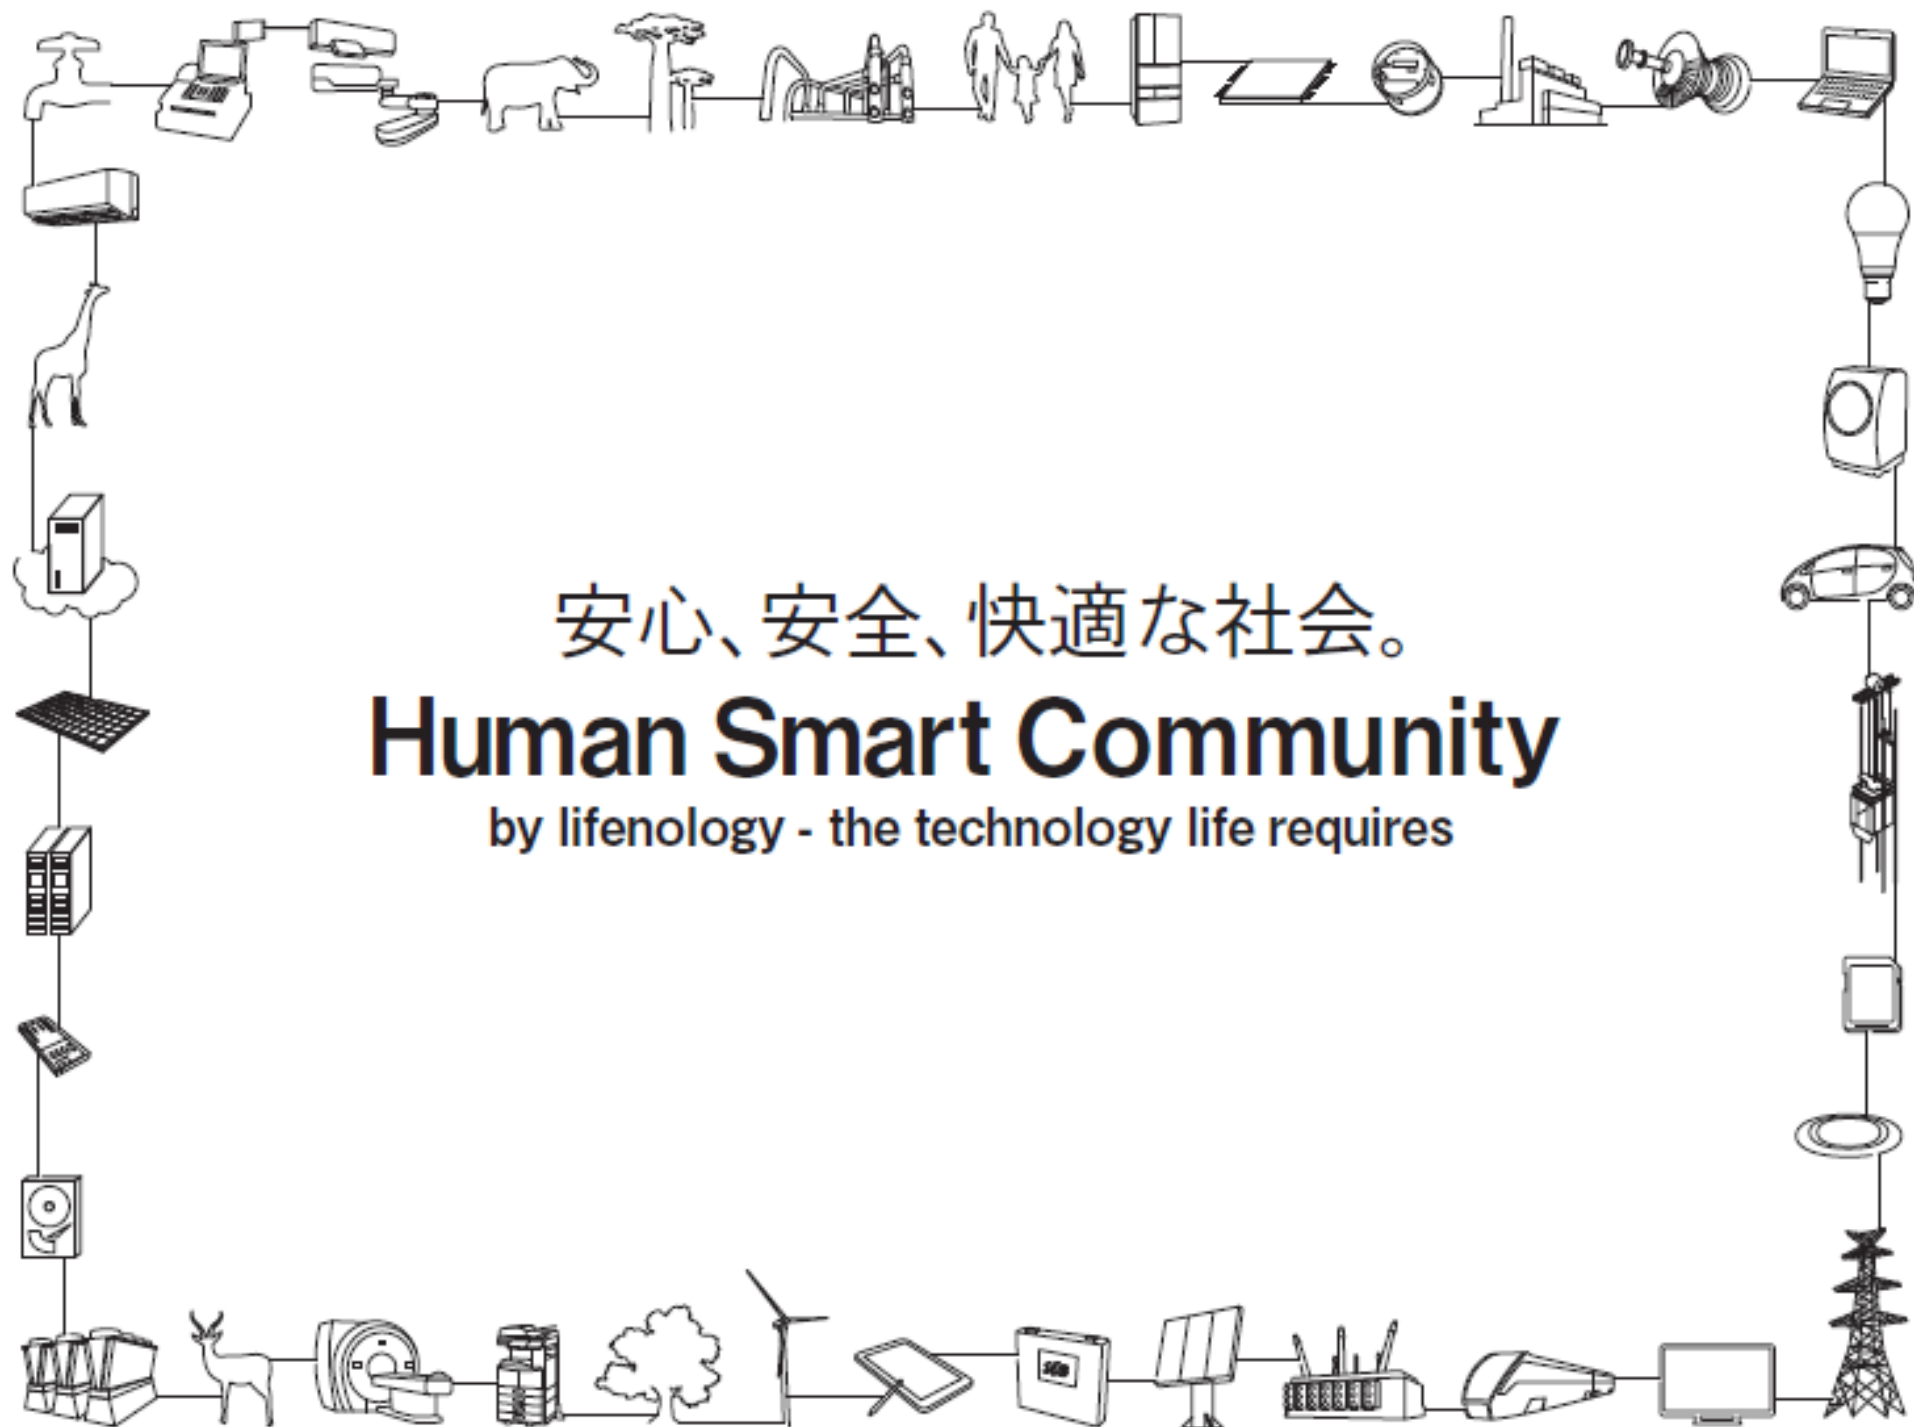 安心、安全、快適な社会。
Human Smart Community
by lifenology - the technology life requires